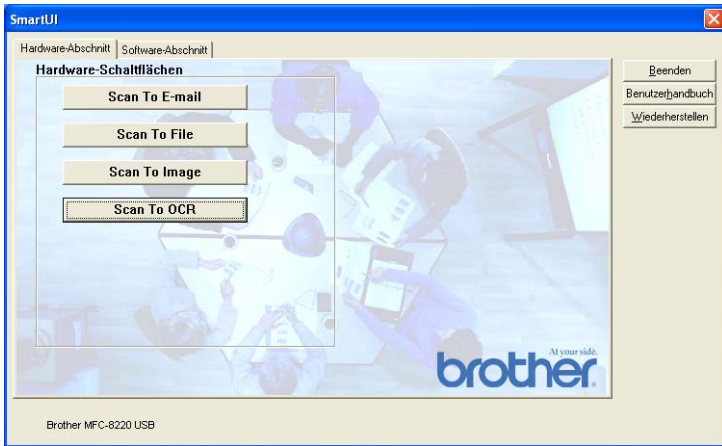 SmartUI
Hardware-Abschnitt
Software-Abschnitt
Hardware-Schaltflächen
Scan To E-mail
Scan To File
Scan To Image
Scan To OCR
Beenden
Benutzerhandbuch
Wiederherstellen
At your side.
brother
Brother MFC-8220 USB